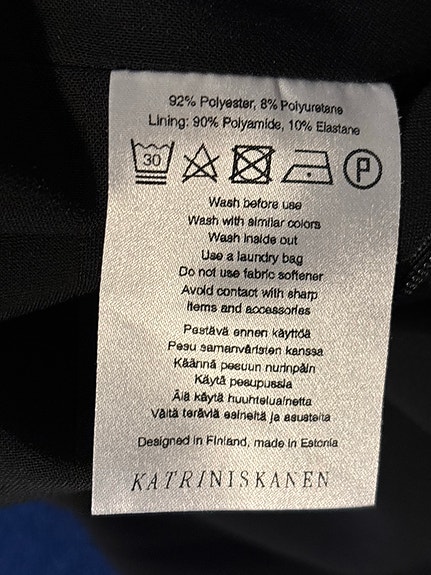 92% Polyester, 8% Polyuretane
Lining: 90% Polyamide, 10% Elastane
30 P
Wash before use
Wash with similar colors
Wash inside out
Use a laundry bag
Do not use fabric softener
Avoid contact with sharp
items and accessories
Pestävä ennen käyttöä
Pesu samanväristen kanssa
Käännä pesuun nurinpäin
Käytä pesupussia
Älä käytä huuhteluainetta
Vältä teräviä esineitä ja asusteita
Designed in Finland, made in Estonia
KATRINISKANEN